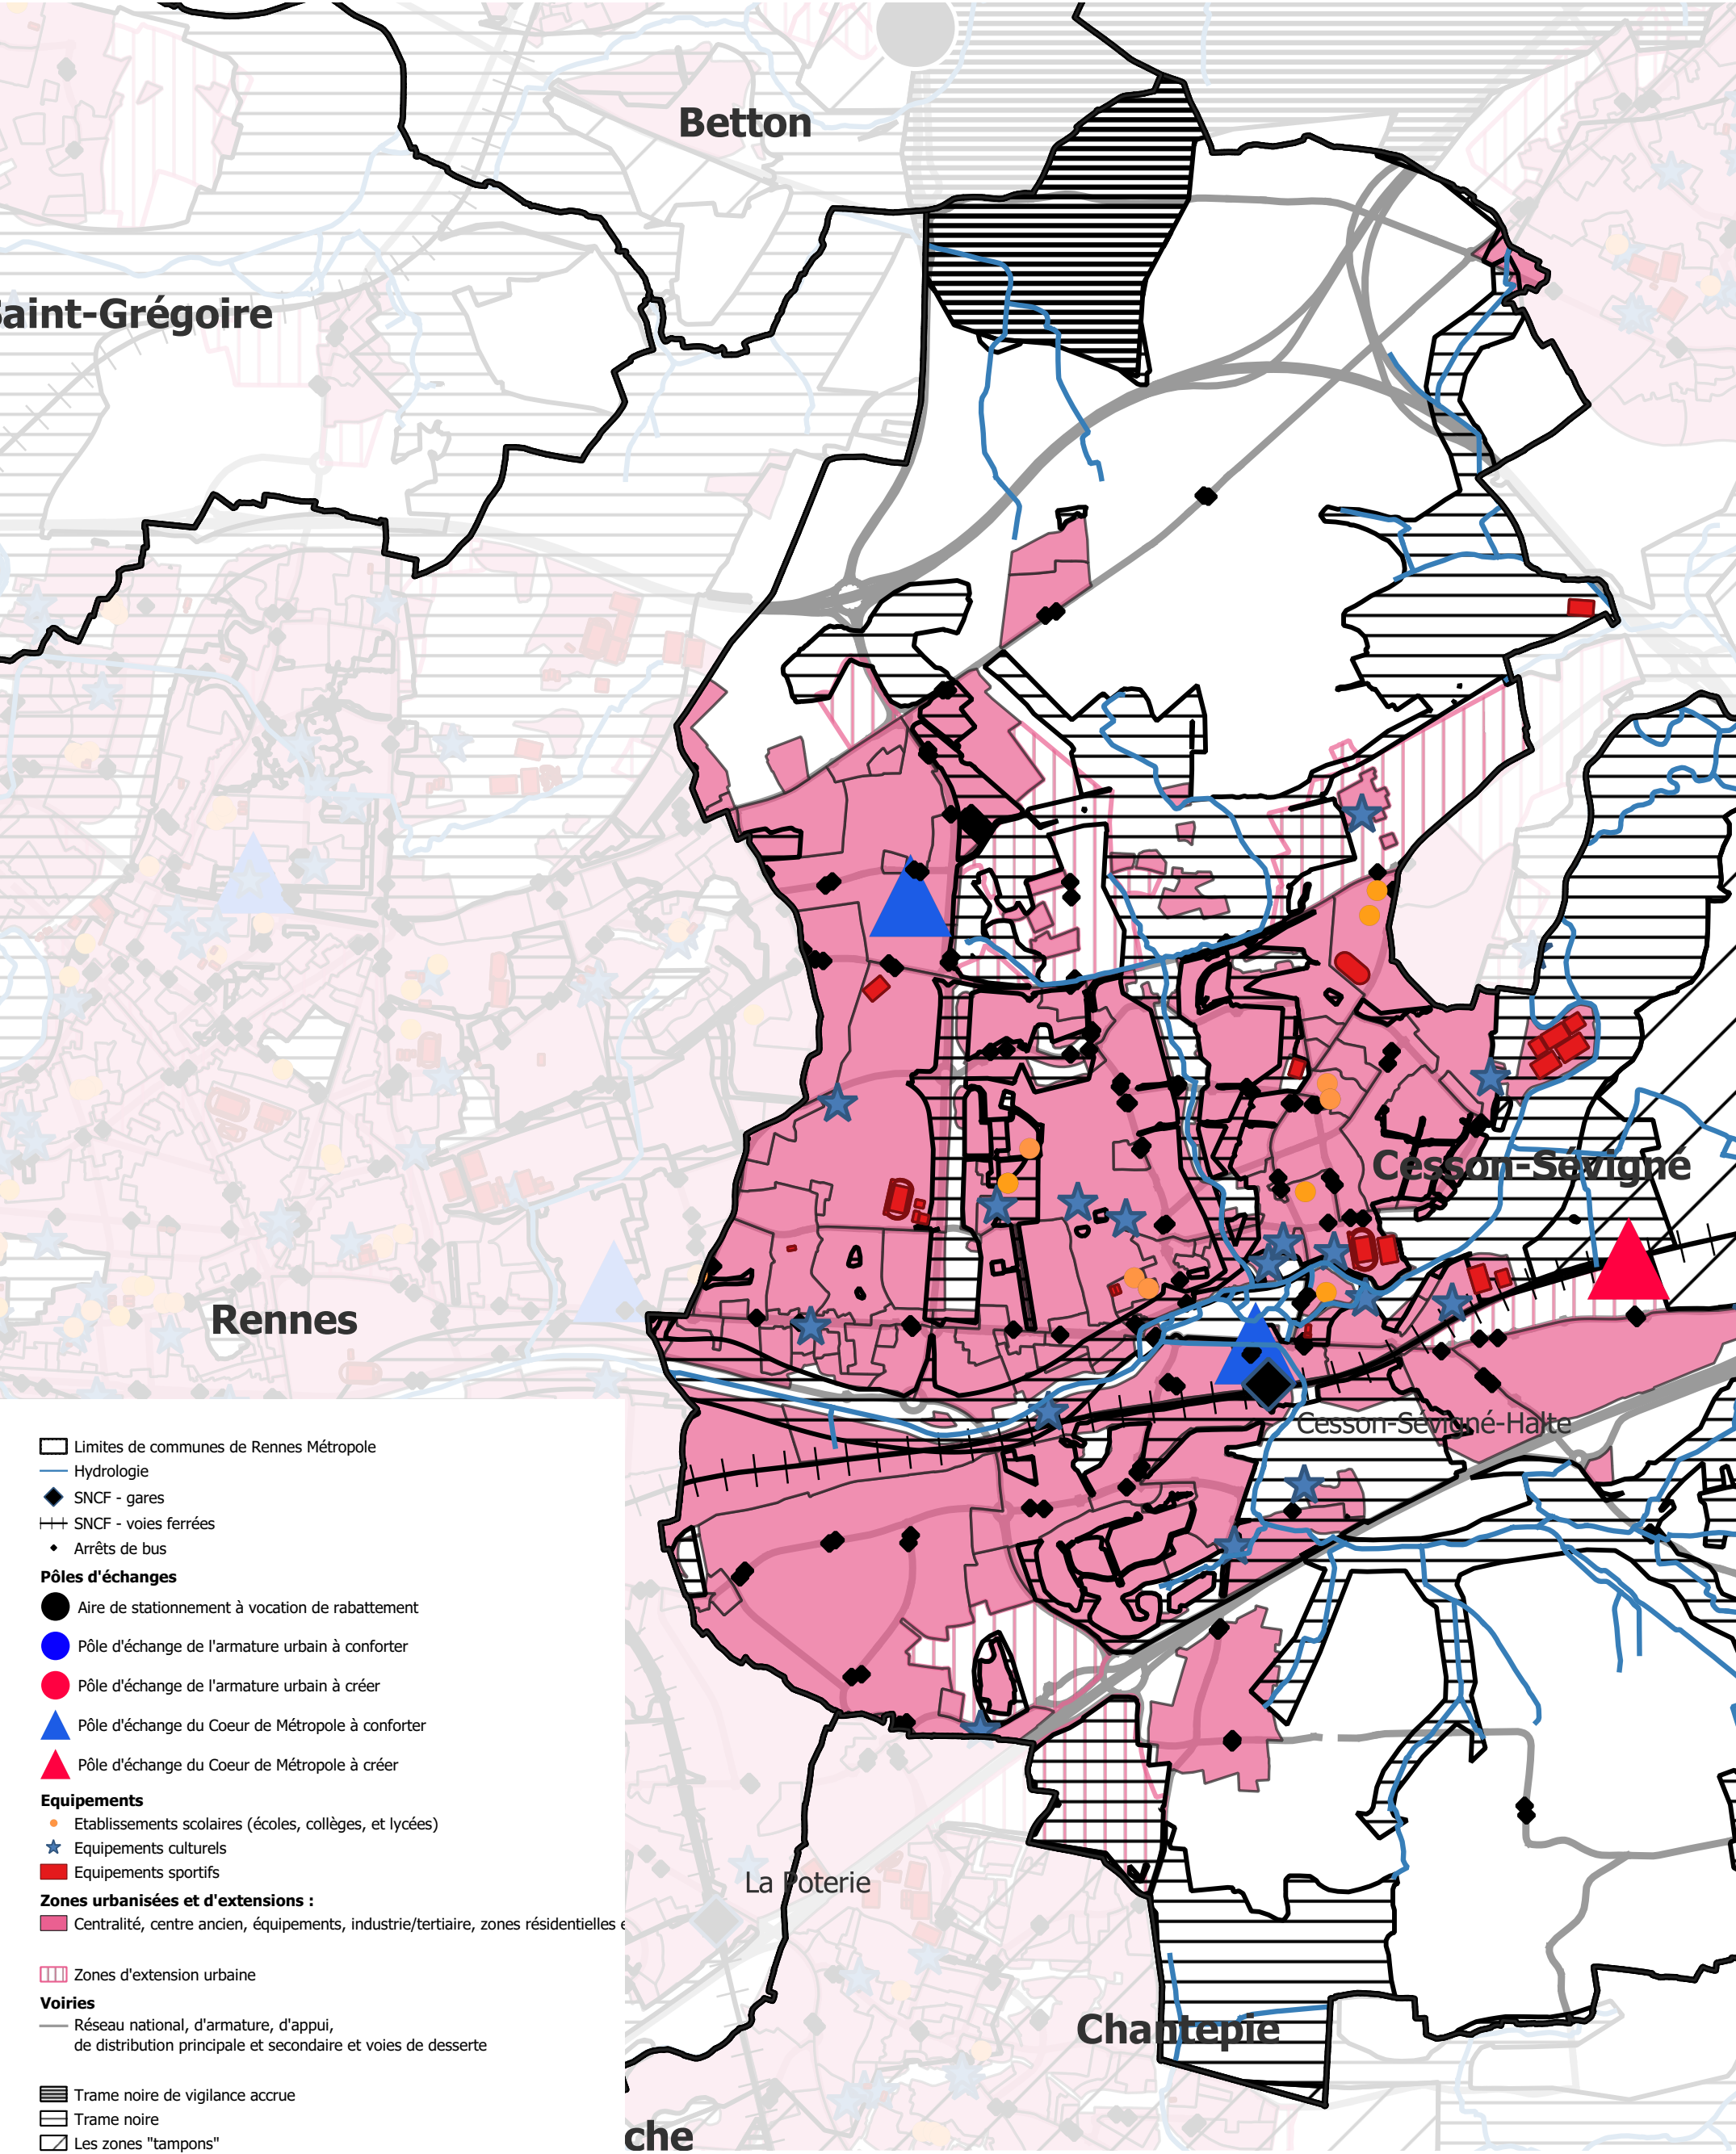 Betton
Saint-Grégoire
Cesson-Sévigné
Rennes
Cesson-Sévigné-Halte
Limites de communes de Rennes Métropole
Hydrologie
SNCF - gares
SNCF - voies ferrées
Arrêts de bus
Pôles d'échanges
Aire de stationnement à vocation de rabattement
Pôle d'échange de l'armature urbain à conforter
Pôle d'échange de l'armature urbain à créer
Pôle d'échange du Coeur de Métropole à conforter
Pôle d'échange du Coeur de Métropole à créer
Equipements
Etablissements scolaires (écoles, collèges, et lycées)
Equipements culturels
Equipements sportifs
La Poterie
Zones urbanisées et d'extensions :
Centralité, centre ancien, équipements, industrie/tertiaire, zones résidentielles e
Zones d'extension urbaine
Voiries
Réseau national, d'armature, d'appui,
de distribution principale et secondaire et voies de desserte
Chantepie
Trame noire de vigilance accrue
Trame noire
Les zones "tampons"
che